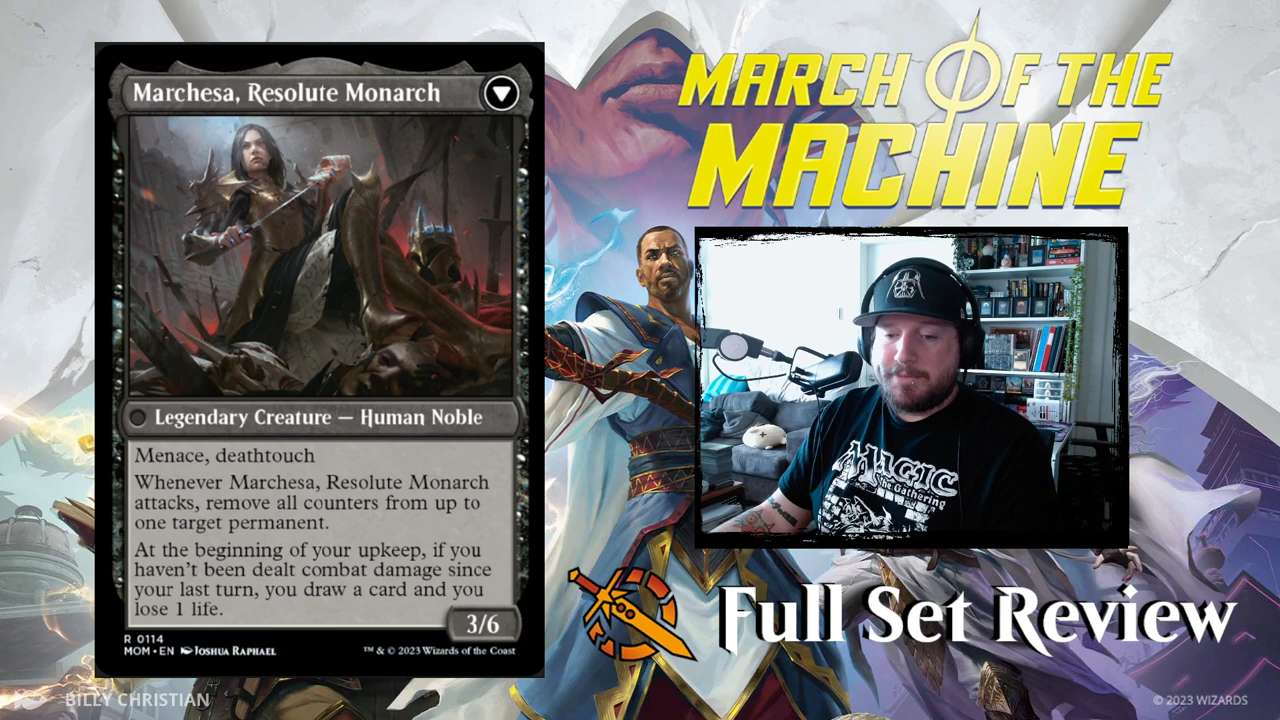 Marchesa, Resolute Monarch
Legendary Creature — Human Noble
Menace, deathtouch
Whenever Marchesa, Resolute Monarch
attacks, remove all counters from up to
one target permanent.
At the beginning of your upkeep, if you
haven't been dealt combat damage since
your last turn, you draw a card and you
lose 1 life.
3/6
R 0114
MOM • EN Joshua Raphael
™ & © 2023 Wizards of the Coast
BILLY CHRISTIAN
MARCH OF THE
MACHINE
MAGIC
The Gathering
Full Set Review
© 2023 WIZARDS